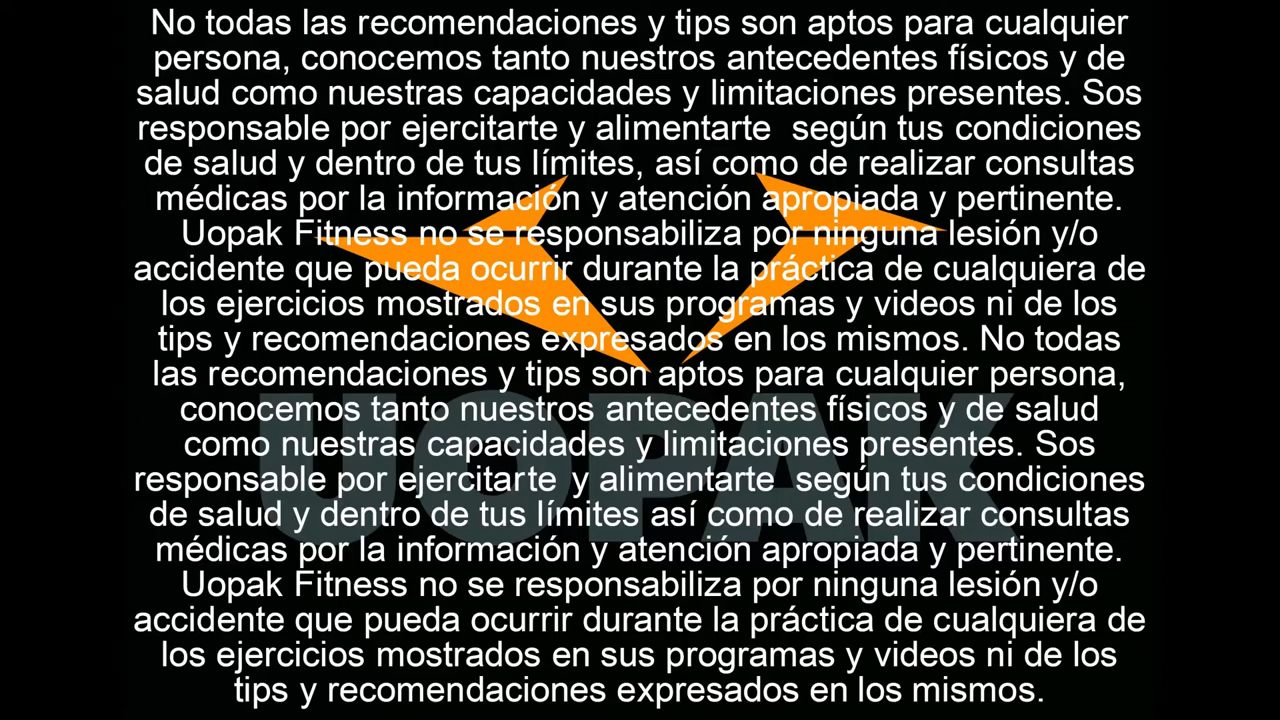 No todas las recomendaciones y tips son aptos para cualquier
persona, conocemos tanto nuestros antecedentes físicos y de
salud como nuestras capacidades y limitaciones presentes. Sos
responsable por ejercitarte y alimentarte  según tus condiciones
de salud y dentro de tus límites, así como de realizar consultas
médicas por la información y atención apropiada y pertinente.
Uopak Fitness no se responsabiliza por ninguna lesión y/o
accidente que pueda ocurrir durante la práctica de cualquiera de
los ejercicios mostrados en sus programas y videos ni de los
tips y recomendaciones expresados en los mismos. No todas
las recomendaciones y tips son aptos para cualquier persona,
conocemos tanto nuestros antecedentes físicos y de salud
como nuestras capacidades y limitaciones presentes. Sos
responsable por ejercitarte y alimentarte  según tus condiciones
de salud y dentro de tus límites así como de realizar consultas
médicas por la información y atención apropiada y pertinente.
Uopak Fitness no se responsabiliza por ninguna lesión y/o
accidente que pueda ocurrir durante la práctica de cualquiera de
los ejercicios mostrados en sus programas y videos ni de los
tips y recomendaciones expresados en los mismos.
UOPAK